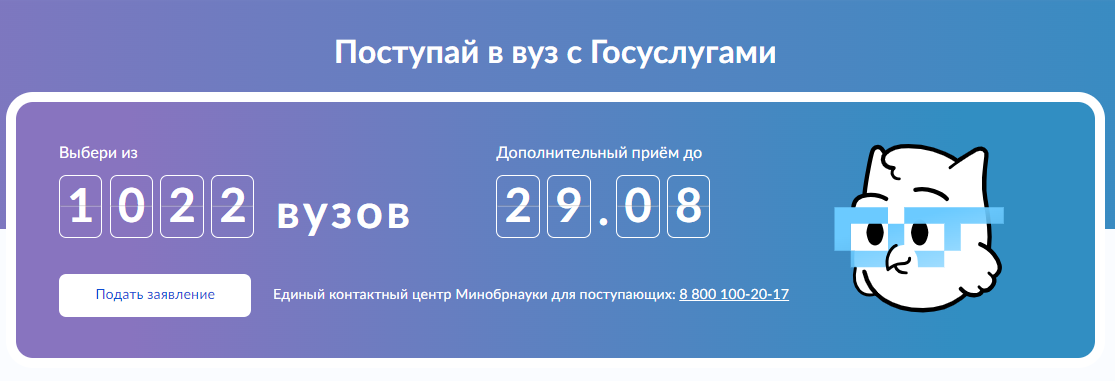 Поступай в вуз с Госуслугами
Выбери из
1022 вузов
Дополнительный приём до
29.08
Подать заявление
Единый контактный центр Минобрнауки для поступающих: 8 800 100-20-17